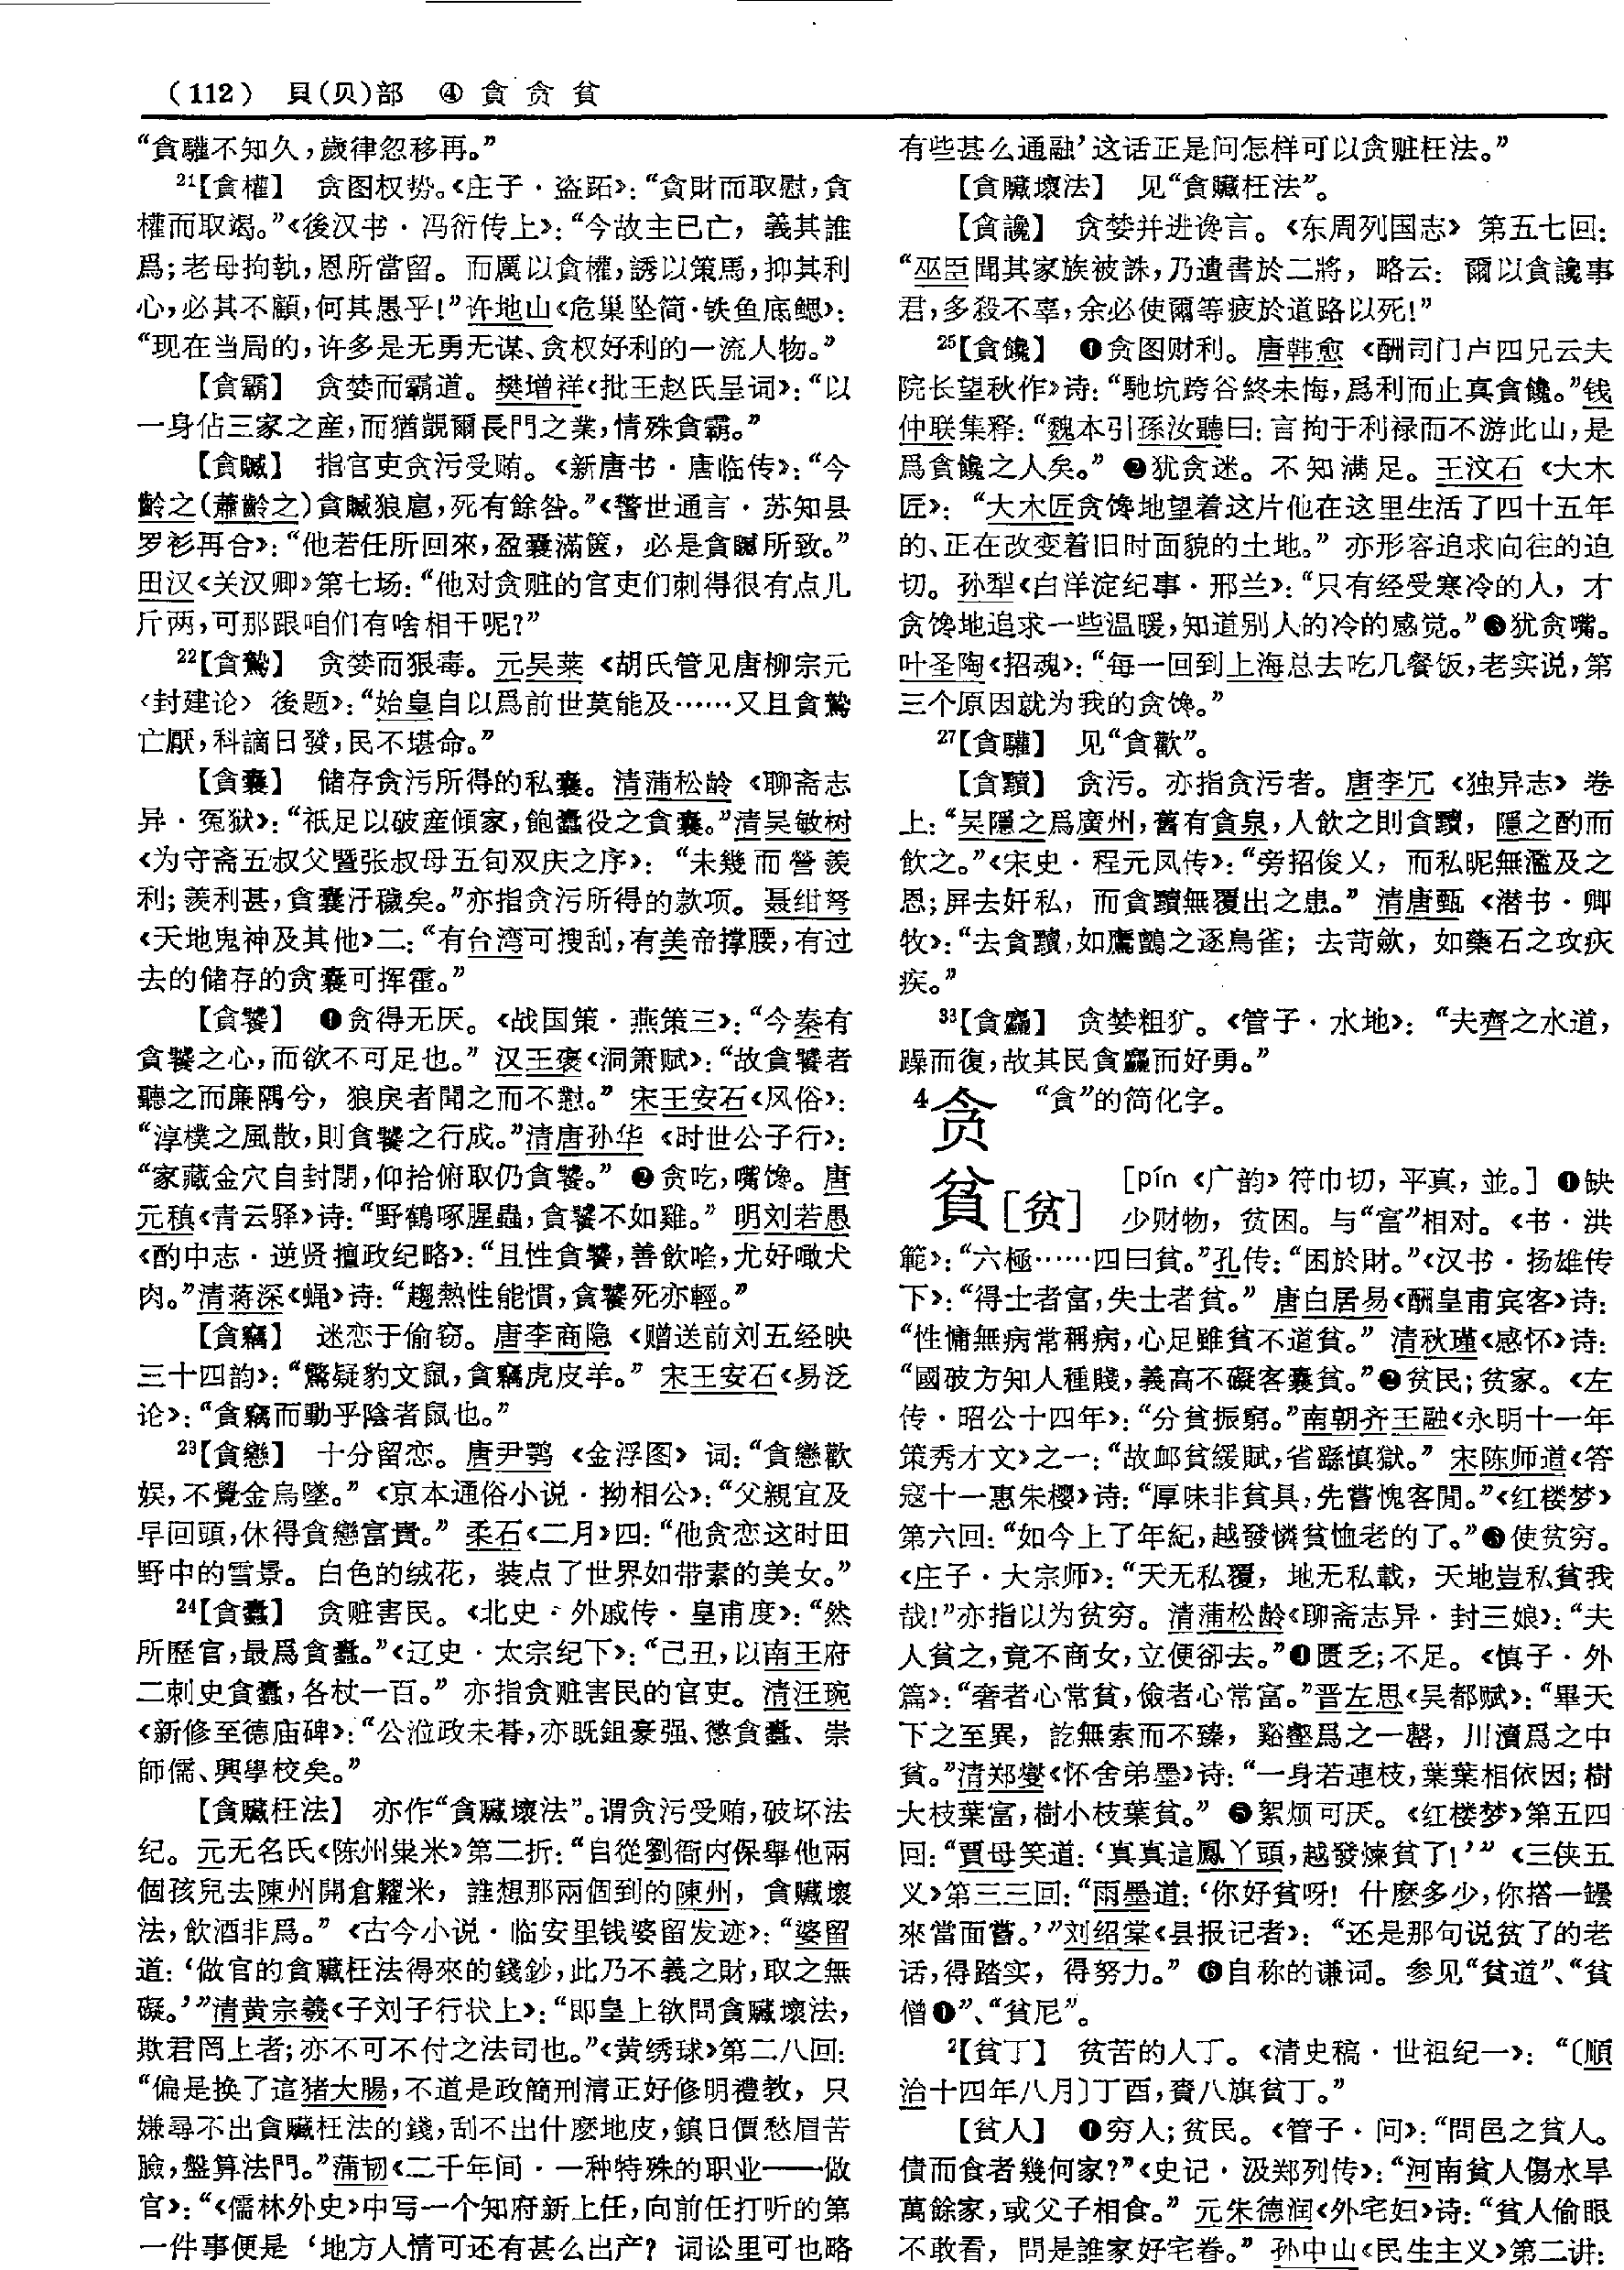 (112) 貝(贝)部 ④ 貪 贪 貧
“貪驩不知久，歲律忽移再。”
21【貪權】 贪图权势。《庄子·盗跖》：“貪財而取慰，貪
權而取竭。”《後汉书·冯衍传上》：“今故主已亡，義其誰
爲；老母拘執，恩所當留。而厲以貪權，誘以策馬，抑其利
心，必其不顧，何其愚乎！”许地山《危巢坠简·铁鱼底鳃》：
“现在当局的，许多是无勇无谋、贪权好利的一流人物。”
【貪霸】 贪婪而霸道。樊增祥《批王赵氏呈词》：“以
一身佔三家之産，而猶覬爾長門之業，情殊貪霸。”
【貪贓】 指官吏贪污受贿。《新唐书·唐临传》：“今
齡之(蕭齡之)貪贓狼扈，死有餘咎。”《警世通言·苏知县
罗衫再合》：“他若任所回來，盈囊滿篋，必是貪贓所致。”
田汉《关汉卿》第七场：“他对贪赃的官吏们刺得很有点儿
斤两，可那跟咱们有啥相干呢？”
22【貪鷙】 贪婪而狠毒。元吴莱《胡氏管见唐柳宗元
〈封建论〉後题》：“始皇自以爲前世莫能及……又且貪鷙
亡厭，科謫日發，民不堪命。”
【貪囊】 储存贪污所得的私囊。清蒲松龄《聊斋志
异·冤狱》：“祇足以破産傾家，飽蠹役之貪囊。”清吴敏树
《为守斋五叔父暨张叔母五旬双庆之序》：“未幾而營羨
利；羨利甚，貪囊汙穢矣。”亦指贪污所得的款项。聂绀弩
《天地鬼神及其他》二：“有台湾可搜刮，有美帝撑腰，有过
去的储存的贪囊可挥霍。”
【貪饕】 ❶贪得无厌。《战国策·燕策三》：“今秦有
貪饕之心，而欲不可足也。”汉王褒《洞箫赋》：“故貪饕者
聽之而廉隅兮，狼戾者聞之而不懟。”宋王安石《风俗》：
“淳樸之風散，則貪饕之行成。”清唐孙华《时世公子行》：
“家藏金穴自封閉，仰拾俯取仍貪饕。”❷贪吃，嘴馋。唐
元稹《青云驿》诗：“野鶴啄腥蟲，貪饕不如雞。”明刘若愚
《酌中志·逆贤擅政纪略》：“且性貪饕，善飲啗，尤好噉犬
肉。”清蒋深《蝇》诗：“趨熱性能慣，貪饕死亦輕。”
【貪竊】 迷恋于偷窃。唐李商隐《赠送前刘五经映
三十四韵》：“驚疑豹文鼠，貪竊虎皮羊。”宋王安石《易泛
论》：“貪竊而動乎陰者鼠也。”
23【貪戀】 十分留恋。唐尹鹗《金浮图》词：“貪戀歡
娱，不覺金烏墜。”《京本通俗小说·拗相公》：“父親宜及
早回頭，休得貪戀富貴。”柔石《二月》四：“他贪恋这时田
野中的雪景。白色的绒花，装点了世界如带素的美女。”
24【貪蠹】 贪赃害民。《北史·外戚传·皇甫度》：“然
所歷官，最爲貪蠹。”《辽史·太宗纪下》：“己丑，以南王府
二刺史貪蠹，各杖一百。”亦指贪赃害民的官吏。清汪琬
《新修至德庙碑》：“公涖政未朞，亦既鉏豪强、懲貪蠹、崇
師儒、興學校矣。”
【貪贜枉法】 亦作“貪贜壞法”。谓贪污受贿，破坏法
纪。元无名氏《陈州粜米》第二折：“自從劉衙内保舉他兩
個孩兒去陳州開倉糶米，誰想那兩個到的陳州，貪贜壞
法，飲酒非爲。”《古今小说·临安里钱婆留发迹》：“婆留
道：‘做官的貪贜枉法得來的錢鈔，此乃不義之財，取之無
礙。’”清黄宗羲《子刘子行状上》：“即皇上欲問貪贜壞法，
欺君罔上者；亦不可不付之法司也。”《黄绣球》第二八回：
“偏是换了這猪大腸，不道是政簡刑清正好修明禮教，只
嫌尋不出貪贜枉法的錢，刮不出什麽地皮，鎮日價愁眉苦
臉，盤算法門。”蒲韧《二千年间·一种特殊的职业——做
官》：“《儒林外史》中写一个知府新上任，向前任打听的第
一件事便是‘地方人情可还有甚么出产？词讼里可也略
有些甚么通融’这话正是问怎样可以贪赃枉法。”
【貪贜壞法】 见“貪贜枉法”。
【貪讒】 贪婪并进谗言。《东周列国志》第五七回：
“巫臣聞其家族被誅，乃遺書於二將，略云：爾以貪讒事
君，多殺不辜，余必使爾等疲於道路以死！”
25【貪饞】 ❶贪图财利。唐韩愈《酬司门卢四兄云夫
院长望秋作》诗：“馳坑跨谷終未悔，爲利而止真貪饞。”钱
仲联集释：“魏本引孫汝聽曰：言拘于利禄而不游此山，是
爲貪饞之人矣。”❷犹贪迷。不知满足。王汶石《大木
匠》：“大木匠贪馋地望着这片他在这里生活了四十五年
的、正在改变着旧时面貌的土地。”亦形容追求向往的迫
切。孙犁《白洋淀纪事·邢兰》：“只有经受寒冷的人，才
贪馋地追求一些温暖，知道别人的冷的感觉。”❸犹贪嘴。
叶圣陶《招魂》：“每一回到上海总去吃几餐饭，老实说，第
三个原因就为我的贪馋。”
27【貪驩】 见“貪歡”。
【貪黷】 贪污。亦指贪污者。唐李冗《独异志》卷
上：“吴隱之爲廣州，舊有貪泉，人飲之則貪黷，隱之酌而
飲之。”《宋史·程元凤传》：“旁招俊乂，而私昵無濫及之
恩；屏去奸私，而貪黷無覆出之患。”清唐甄《潜书·卿
牧》：“去貪黷，如鷹鸇之逐鳥雀；去苛斂，如藥石之攻疢
疾。”
33【貪麤】 贪婪粗犷。《管子·水地》：“夫齊之水道，
躁而復，故其民貪麤而好勇。”
4贪 “貪”的简化字。
貧[贫] [pín《广韵》符巾切，平真，並。]❶缺
少财物，贫困。与“富”相对。《书·洪
範》：“六極……四曰貧。”孔传：“困於財。”《汉书·扬雄传
下》：“得士者富，失士者貧。”唐白居易《酬皇甫宾客》诗：
“性慵無病常稱病，心足雖貧不道貧。”清秋瑾《感怀》诗：
“國破方知人種賤，義高不礙客囊貧。”❷贫民；贫家。《左
传·昭公十四年》：“分貧振窮。”南朝齐王融《永明十一年
策秀才文》之一：“故卹貧緩賦，省繇慎獄。”宋陈师道《答
寇十一惠朱樱》诗：“厚味非貧具，先嘗愧客閒。”《红楼梦》
第六回：“如今上了年紀，越發憐貧恤老的了。”❸使贫穷。
《庄子·大宗师》：“天无私覆，地无私載，天地豈私貧我
哉！”亦指以为贫穷。清蒲松龄《聊斋志异·封三娘》：“夫
人貧之，竟不商女，立便卻去。”❹匮乏；不足。《慎子·外
篇》：“奢者心常貧，儉者心常富。”晋左思《吴都赋》：“畢天
下之至異，訖無索而不臻，谿壑爲之一罄，川瀆爲之中
貧。”清郑燮《怀舍弟墨》诗：“一身若連枝，葉葉相依因；樹
大枝葉富，樹小枝葉貧。”❺絮烦可厌。《红楼梦》第五四
回：“賈母笑道：‘真真這鳳丫頭，越發煉貧了！’”《三侠五
义》第三三回：“雨墨道：‘你好貧呀！什麽多少，你搭一罎
來當面嘗。’”刘绍棠《县报记者》：“还是那句说贫了的老
话，得踏实，得努力。”❻自称的谦词。参见“貧道”、“貧
僧❶”、“貧尼”。
2【貧丁】 贫苦的人丁。《清史稿·世祖纪一》：“〔順
治十四年八月〕丁酉，賚八旗貧丁。”
【貧人】 ❶穷人；贫民。《管子·问》：“問邑之貧人。
債而食者幾何家？”《史记·汲郑列传》：“河南貧人傷水旱
萬餘家，或父子相食。”元朱德润《外宅妇》诗：“貧人偷眼
不敢看，問是誰家好宅眷。”孙中山《民生主义》第二讲：